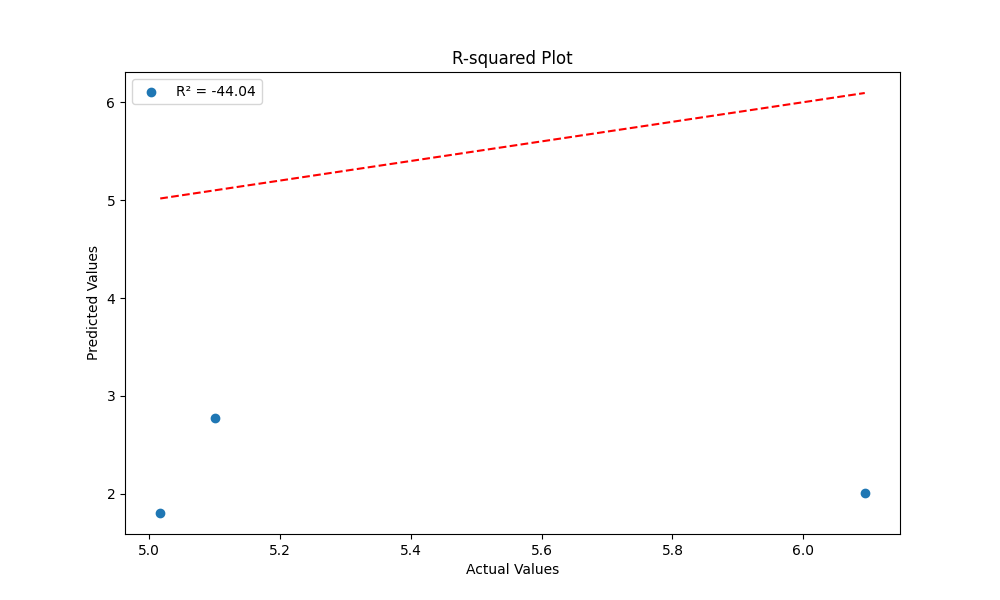 R-squared Plot
R² = -44.04
6
5
4
3
2
Predicted Values
5.0 5.2 5.4 5.6 5.8 6.0
Actual Values